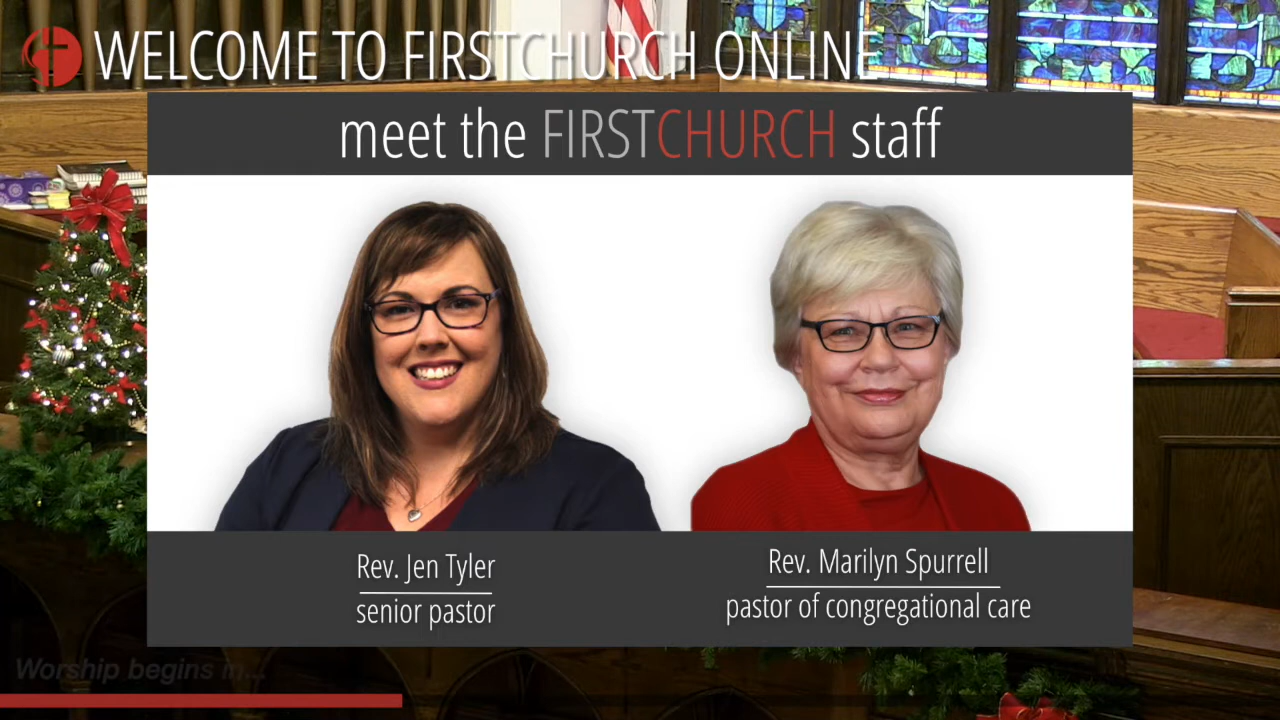 WELCOME TO FIRSTCHURCH ONLINE
meet the FIRSTCHURCH staff
Rev. Jen Tyler
senior pastor
Rev. Marilyn Spurrell
pastor of congregational care
Worship begins in...